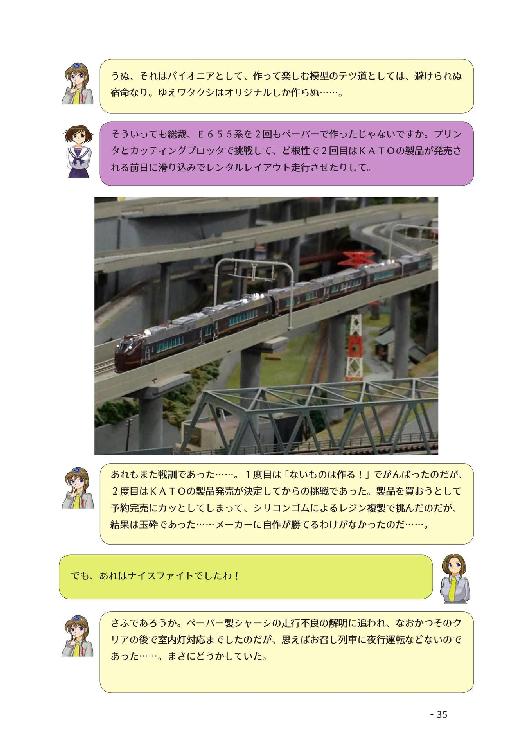 うぬ、それはパイオニアとして、作って楽しむ模型のテツ道としては、避けられぬ
宿命なり。ゆえワタクシはオリジナルしか作らぬ……。
そういっても総裁、Ｅ６５５系を２回もペーパーで作ったじゃないですか。プリン
タとカッティングプロッタで挑戦して、ど根性で２回目はＫＡＴＯの製品が発売さ
れる前日に滑り込みでレンタルレイアウト走行させたりして。
あれもまた戦訓であった……。１度目は「ないものは作る！」でがんばったのだが、
２度目はＫＡＴＯの製品発売が決定してからの挑戦であった。製品を買おうとして
予約完売にカッとしてしまって、シリコンゴムによるレジン複製で挑んだのだが、
結果は玉砕であった……メーカーに自作が勝てるわけがなかったのだ……。
でも、あれはナイスファイトでしたわ！
さふであろうか。ペーパー製シャーシの走行不良の解明に追われ、なおかつそのク
リアの後で室内灯対応までしたのだが、思えばお召し列車に夜行運転などないので
あった……。まさにどうかしていた。
- 35